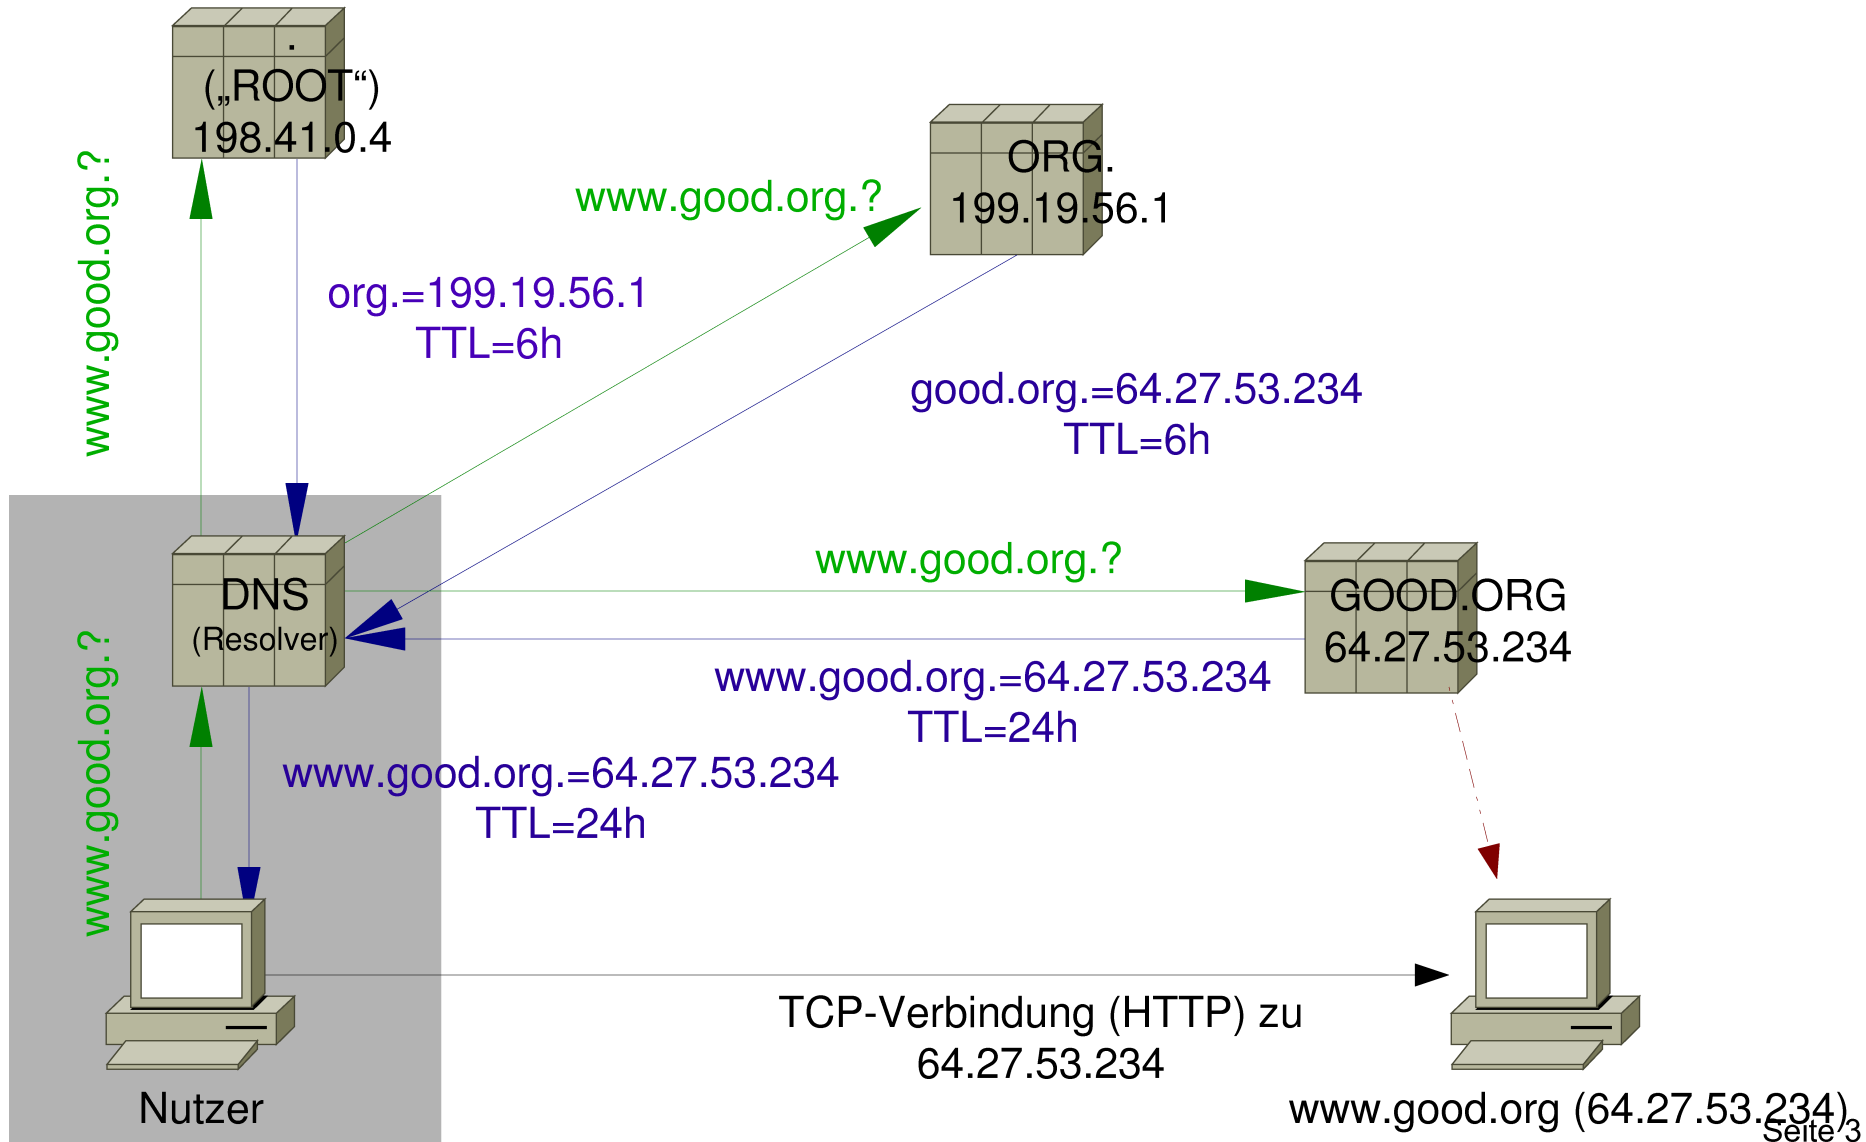 .
(„ROOT“)
198.41.0.4
www.good.org.?
org.=199.19.56.1
TTL=6h
www.good.org.?
ORG.
199.19.56.1
good.org.=64.27.53.234
TTL=6h
DNS
(Resolver)
www.good.org.?
GOOD.ORG
64.27.53.234
www.good.org.=64.27.53.234
TTL=24h
www.good.org.?
www.good.org.=64.27.53.234
TTL=24h
TCP-Verbindung (HTTP) zu
64.27.53.234
Nutzer
www.good.org (64.27.53.234)
Seite 3